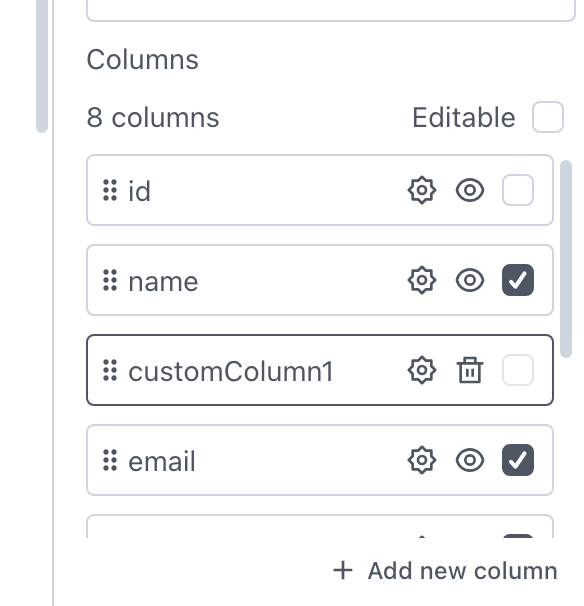 Columns
8 columns Editable
id
name
customColumn1
email
+ Add new column